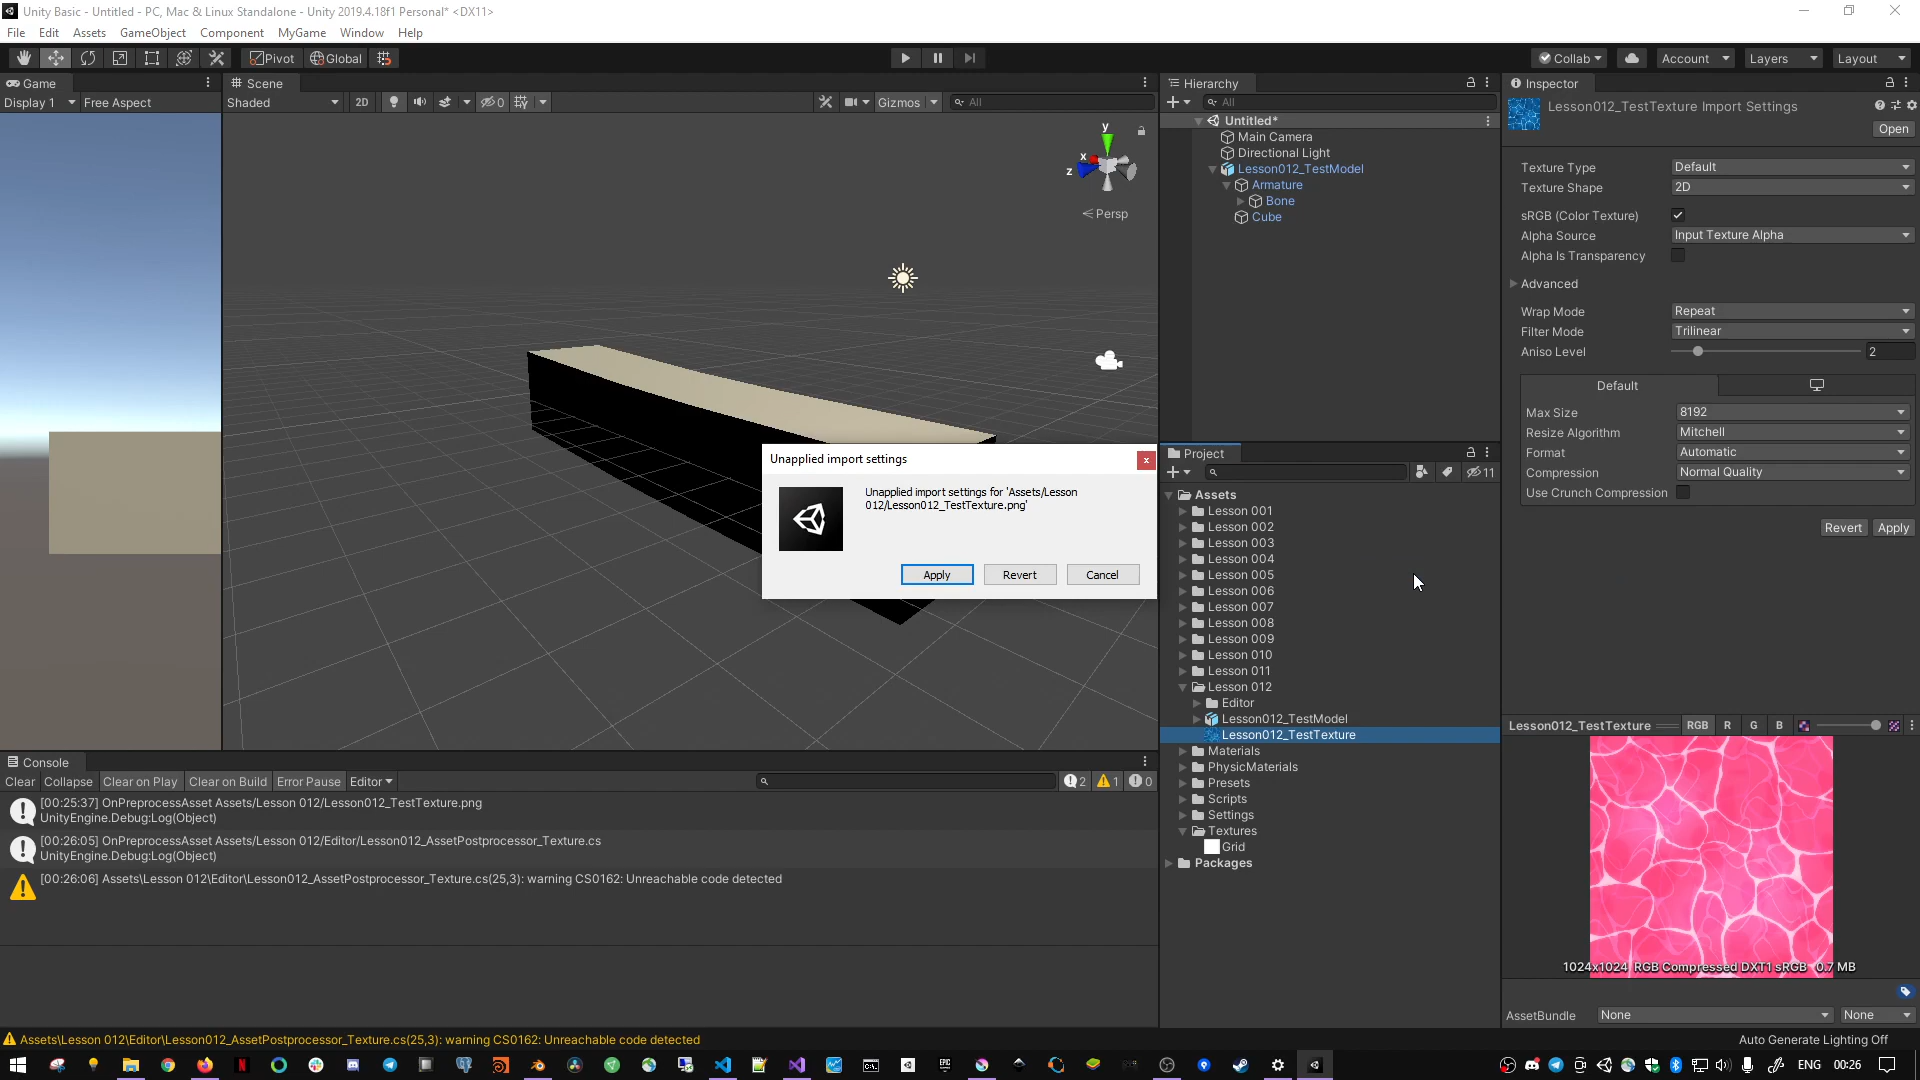 Unity Basic - Untitled - PC, Mac & Linux Standalone - Unity 2019.4.18f1 Personal* <DX11>
File Edit Assets GameObject Component MyGame Window Help
Pivot Global Collab Account Layers Layout
Game
Display 1 Free Aspect
Scene
Shaded 2D 0 Gizmos All
y
x
z
Persp
Hierarchy
All
Untitled*
Main Camera
Directional Light
Lesson012_TestModel
Armature
Bone
Cube
Unapplied import settings
Unapplied import settings for 'Assets/Lesson
012/Lesson012_TestTexture.png'
Apply Revert Cancel
Project
11
Assets
Lesson 001
Lesson 002
Lesson 003
Lesson 004
Lesson 005
Lesson 006
Lesson 007
Lesson 008
Lesson 009
Lesson 010
Lesson 011
Lesson 012
Editor
Lesson012_TestModel
Lesson012_TestTexture
Materials
PhysicMaterials
Presets
Scripts
Settings
Textures
Grid
Packages
Inspector
Lesson012_TestTexture Import Settings
Open
Texture Type Default
Texture Shape 2D
sRGB (Color Texture)
Alpha Source Input Texture Alpha
Alpha Is Transparency
Advanced
Wrap Mode Repeat
Filter Mode Trilinear
Aniso Level 2
Default
Max Size 8192
Resize Algorithm Mitchell
Format Automatic
Compression Normal Quality
Use Crunch Compression
Revert Apply
Lesson012_TestTexture RGB R G B
1024x1024 RGB Compressed DXT1 sRGB 0.7 MB
AssetBundle None None
Console
Clear Collapse Clear on Play Clear on Build Error Pause Editor 2 1 0
[00:25:37] OnPreprocessAsset Assets/Lesson 012/Lesson012_TestTexture.png
UnityEngine.Debug:Log(Object)
[00:26:05] OnPreprocessAsset Assets/Lesson 012/Editor/Lesson012_AssetPostprocessor_Texture.cs
UnityEngine.Debug:Log(Object)
[00:26:06] Assets\Lesson 012\Editor\Lesson012_AssetPostprocessor_Texture.cs(25,3): warning CS0162: Unreachable code detected
Assets\Lesson 012\Editor\Lesson012_AssetPostprocessor_Texture.cs(25,3): warning CS0162: Unreachable code detected
Auto Generate Lighting Off
ENG 00:26